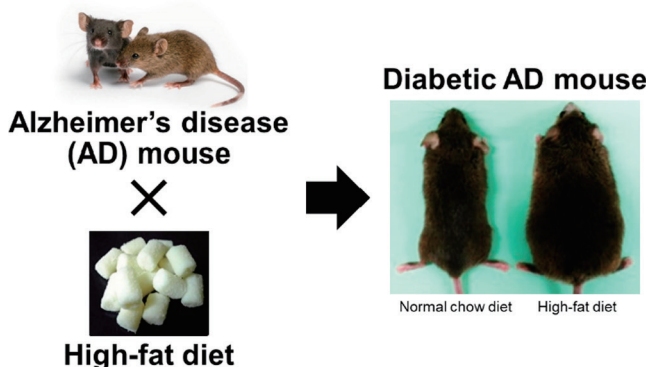 Alzheimer's disease
(AD) mouse
×
High-fat diet
Diabetic AD mouse
Normal chow diet High-fat diet